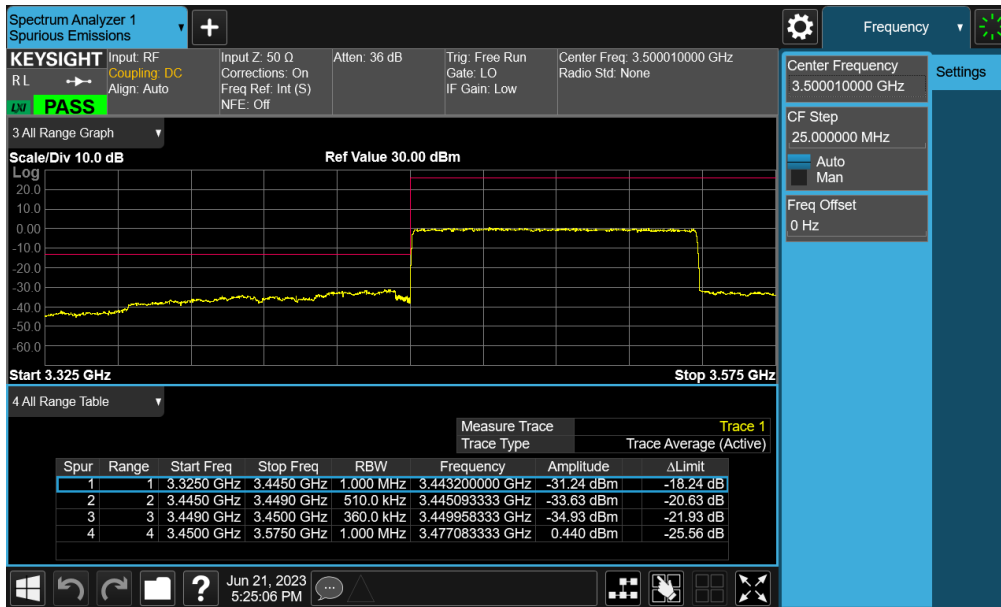 Spectrum Analyzer 1
Spurious Emissions
Frequency
KEYSIGHT
R L
LXI PASS
Input: RF
Coupling: DC
Align: Auto
Input Z: 50 Ω
Corrections: On
Freq Ref: Int (S)
NFE: Off
Atten: 36 dB
Trig: Free Run
Gate: LO
IF Gain: Low
Center Freq: 3.500010000 GHz
Radio Std: None
Center Frequency
3.500010000 GHz
Settings
CF Step
25.000000 MHz
Auto
Man
Freq Offset
0 Hz
3 All Range Graph
Scale/Div 10.0 dB
Ref Value 30.00 dBm
Log
20.0
10.0
0.00
-10.0
-20.0
-30.0
-40.0
-50.0
-60.0
Start 3.325 GHz
Stop 3.575 GHz
4 All Range Table
Measure Trace Trace 1
Trace Type Trace Average (Active)
Spur Range Start Freq Stop Freq RBW Frequency Amplitude ΔLimit
1 1 3.3250 GHz 3.4450 GHz 1.000 MHz 3.443200000 GHz -31.24 dBm -18.24 dB
2 2 3.4450 GHz 3.4490 GHz 510.0 kHz 3.445093333 GHz -33.63 dBm -20.63 dB
3 3 3.4490 GHz 3.4500 GHz 360.0 kHz 3.449958333 GHz -34.93 dBm -21.93 dB
4 4 3.4500 GHz 3.5750 GHz 1.000 MHz 3.477083333 GHz 0.440 dBm -25.56 dB
?
Jun 21, 2023
5:25:06 PM